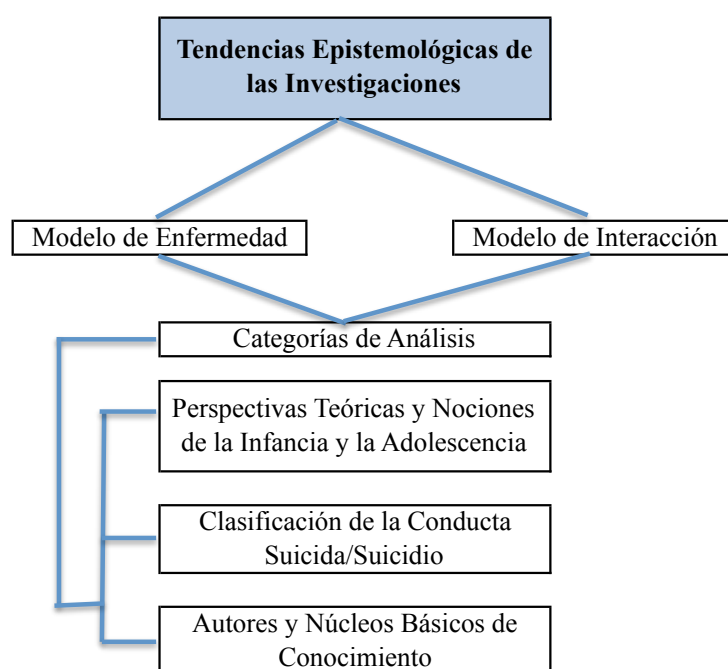 Tendencias Epistemológicas de
las Investigaciones
Modelo de Enfermedad
Modelo de Interacción
Categorías de Análisis
Perspectivas Teóricas y Nociones
de la Infancia y la Adolescencia
Clasificación de la Conducta
Suicida/Suicidio
Autores y Núcleos Básicos de
Conocimiento